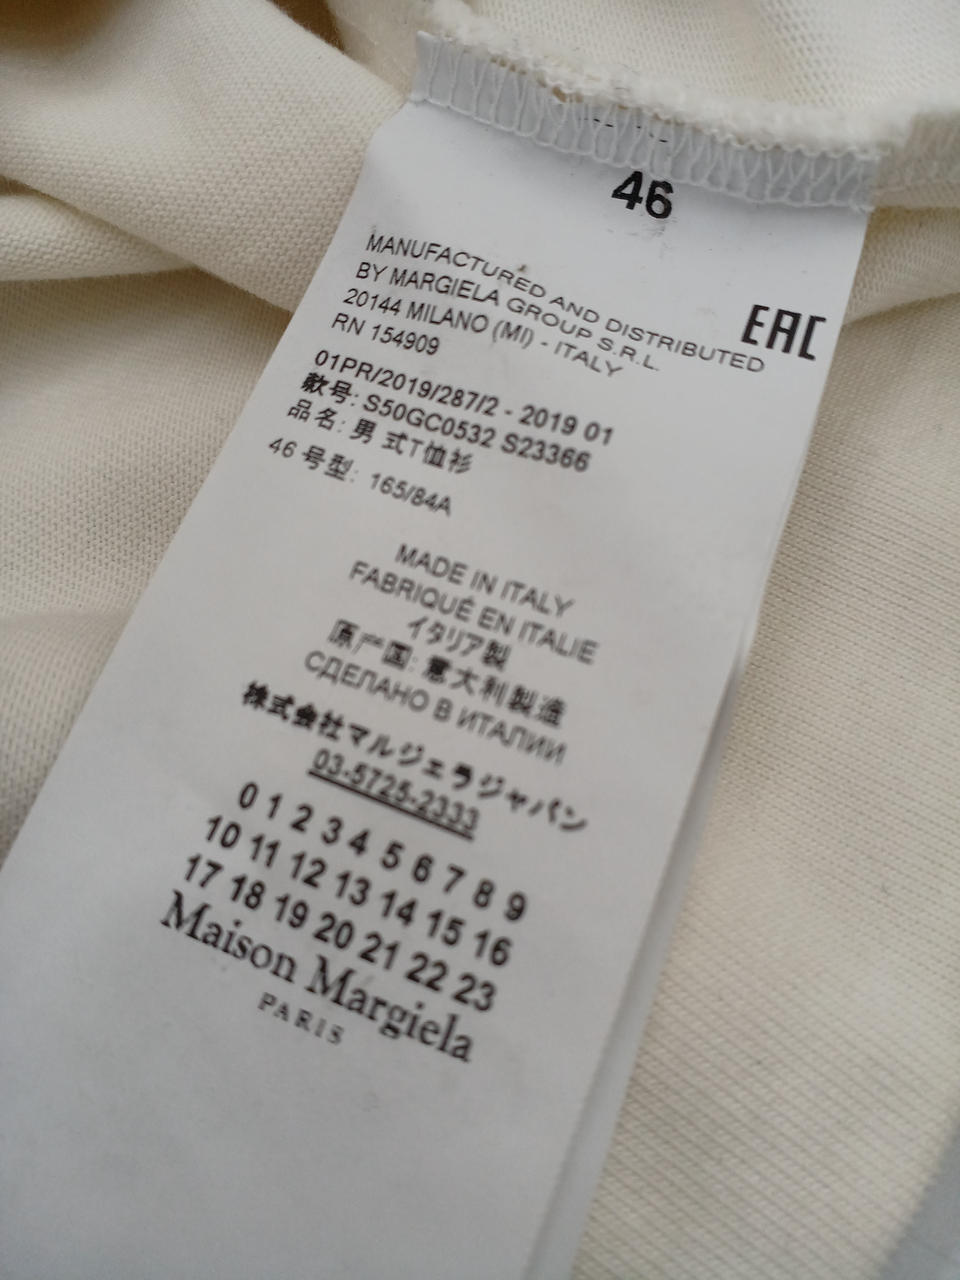 46
EAC
MANUFACTURED AND DISTRIBUTED
BY MARGIELA GROUP S.R.L.
20144 MILANO (MI) - ITALY
RN 154909
01PR/2019/287/2 - 2019 01
款号: S50GC0532 S23366
品名: 男 式T恤衫
46 号型: 165/84A
MADE IN ITALY
FABRIQUÉ EN ITALIE
イタリア製
原产国: 意大利製造
СДЕЛАНО В ИТАЛИИ
株式会社マルジェラジャパン
03-5725-2333
0 1 2 3 4 5 6 7 8 9
10 11 12 13 14 15 16
17 18 19 20 21 22 23
Maison Margiela
PARIS